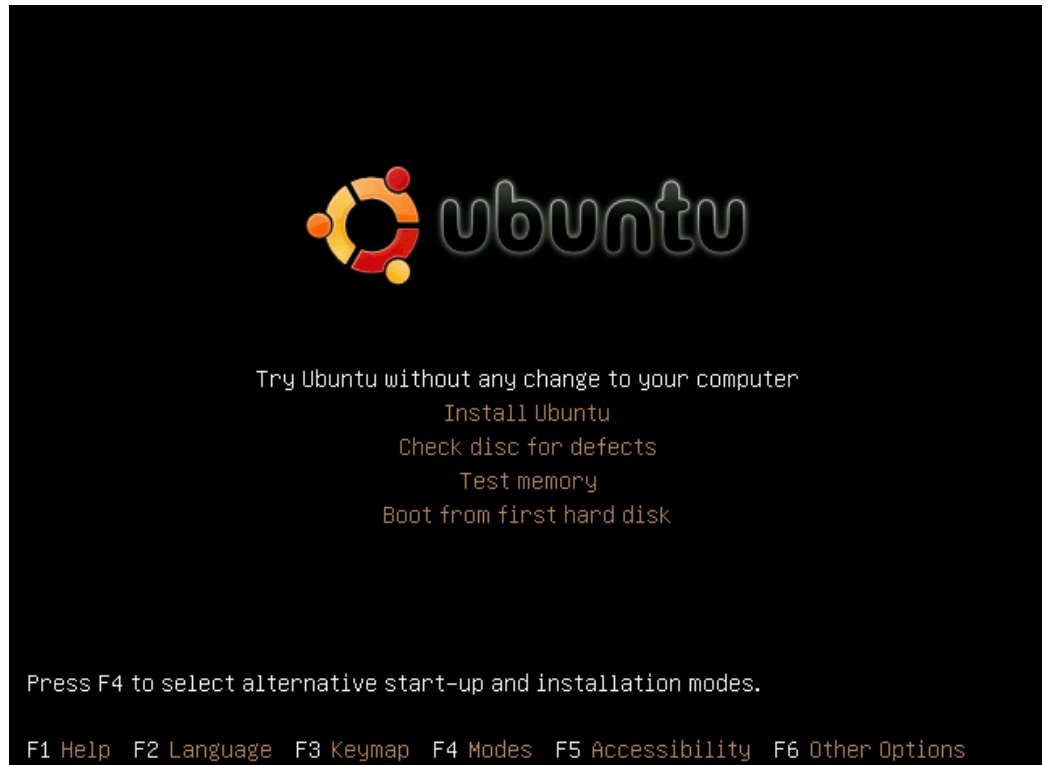 ubuntu
Try Ubuntu without any change to your computer
Install Ubuntu
Check disc for defects
Test memory
Boot from first hard disk
Press F4 to select alternative start-up and installation modes.
F1 Help F2 Language F3 Keymap F4 Modes F5 Accessibility F6 Other Options